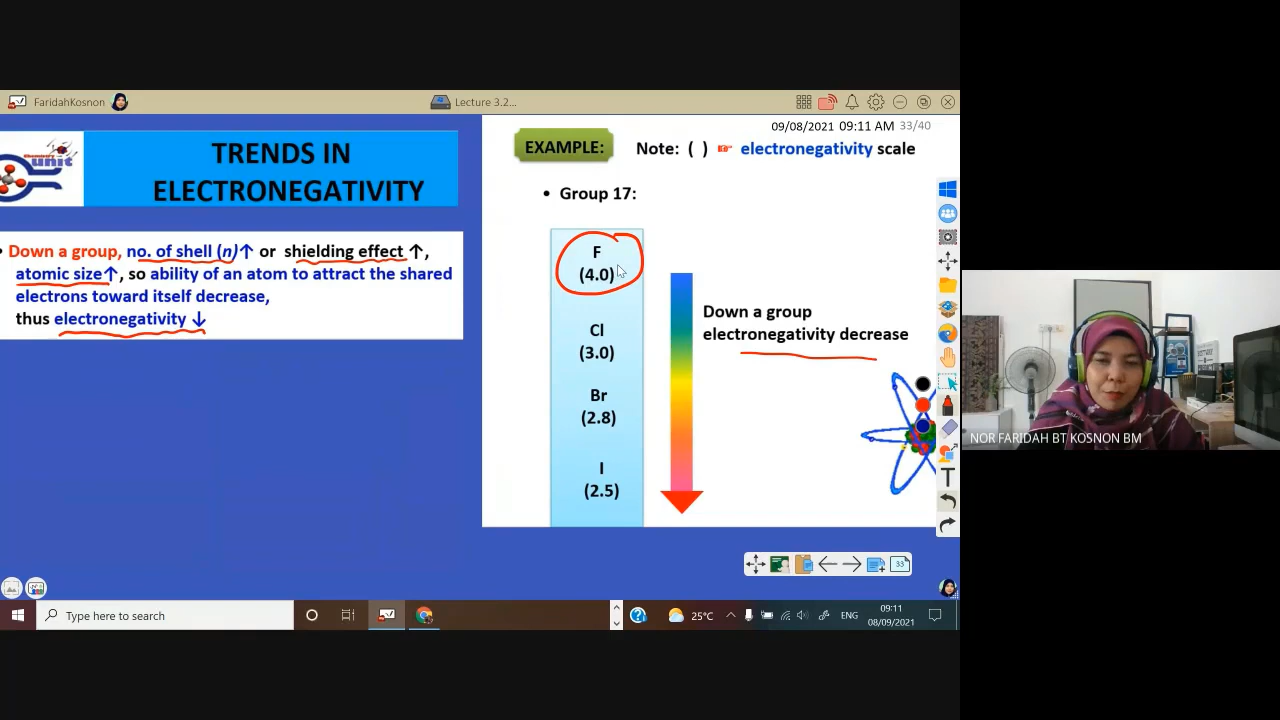 FaridahKosnon
Lecture 3.2...
09/08/2021 09:11 AM 33/40
Chemistry
unit
TRENDS IN
ELECTRONEGATIVITY
EXAMPLE:
Note: ( ) ☞ electronegativity scale
• Group 17:
• Down a group, no. of shell (n)↑ or shielding effect ↑,
atomic size↑, so ability of an atom to attract the shared
electrons toward itself decrease,
thus electronegativity ↓
F
(4.0)
Cl
(3.0)
Br
(2.8)
I
(2.5)
Down a group
electronegativity decrease
T
33
NOR FARIDAH BT KOSNON BM
Type here to search
25°C
ENG
09:11
08/09/2021